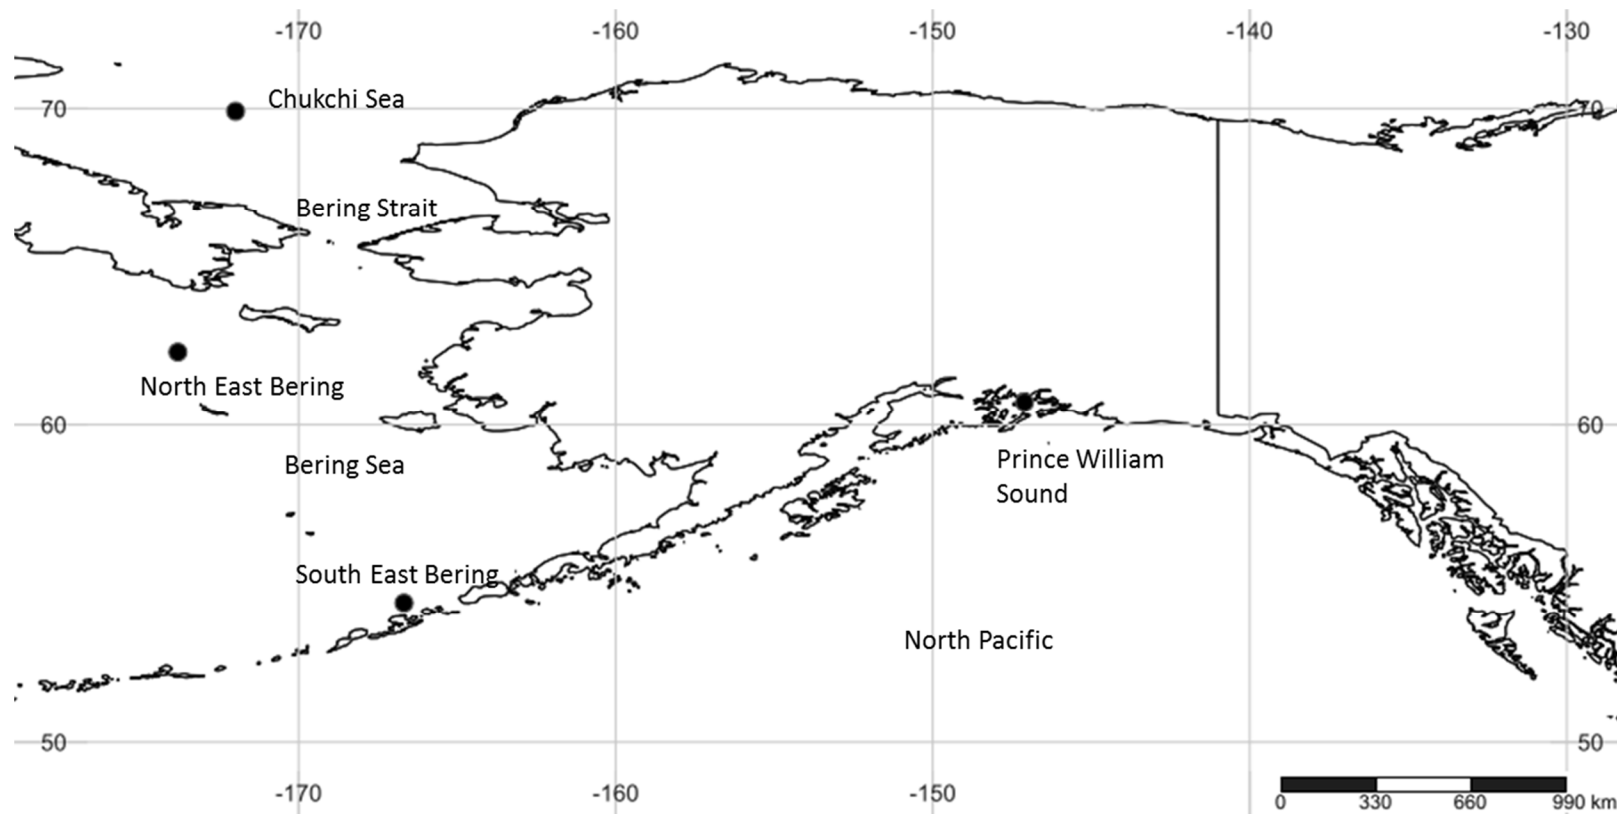 -170 -160 -150 -140 -130
Chukchi Sea
70 70
Bering Strait
North East Bering
60 60
Bering Sea
Prince William
Sound
South East Bering
North Pacific
50 50
-170 -160 -150
0 330 660 990 km